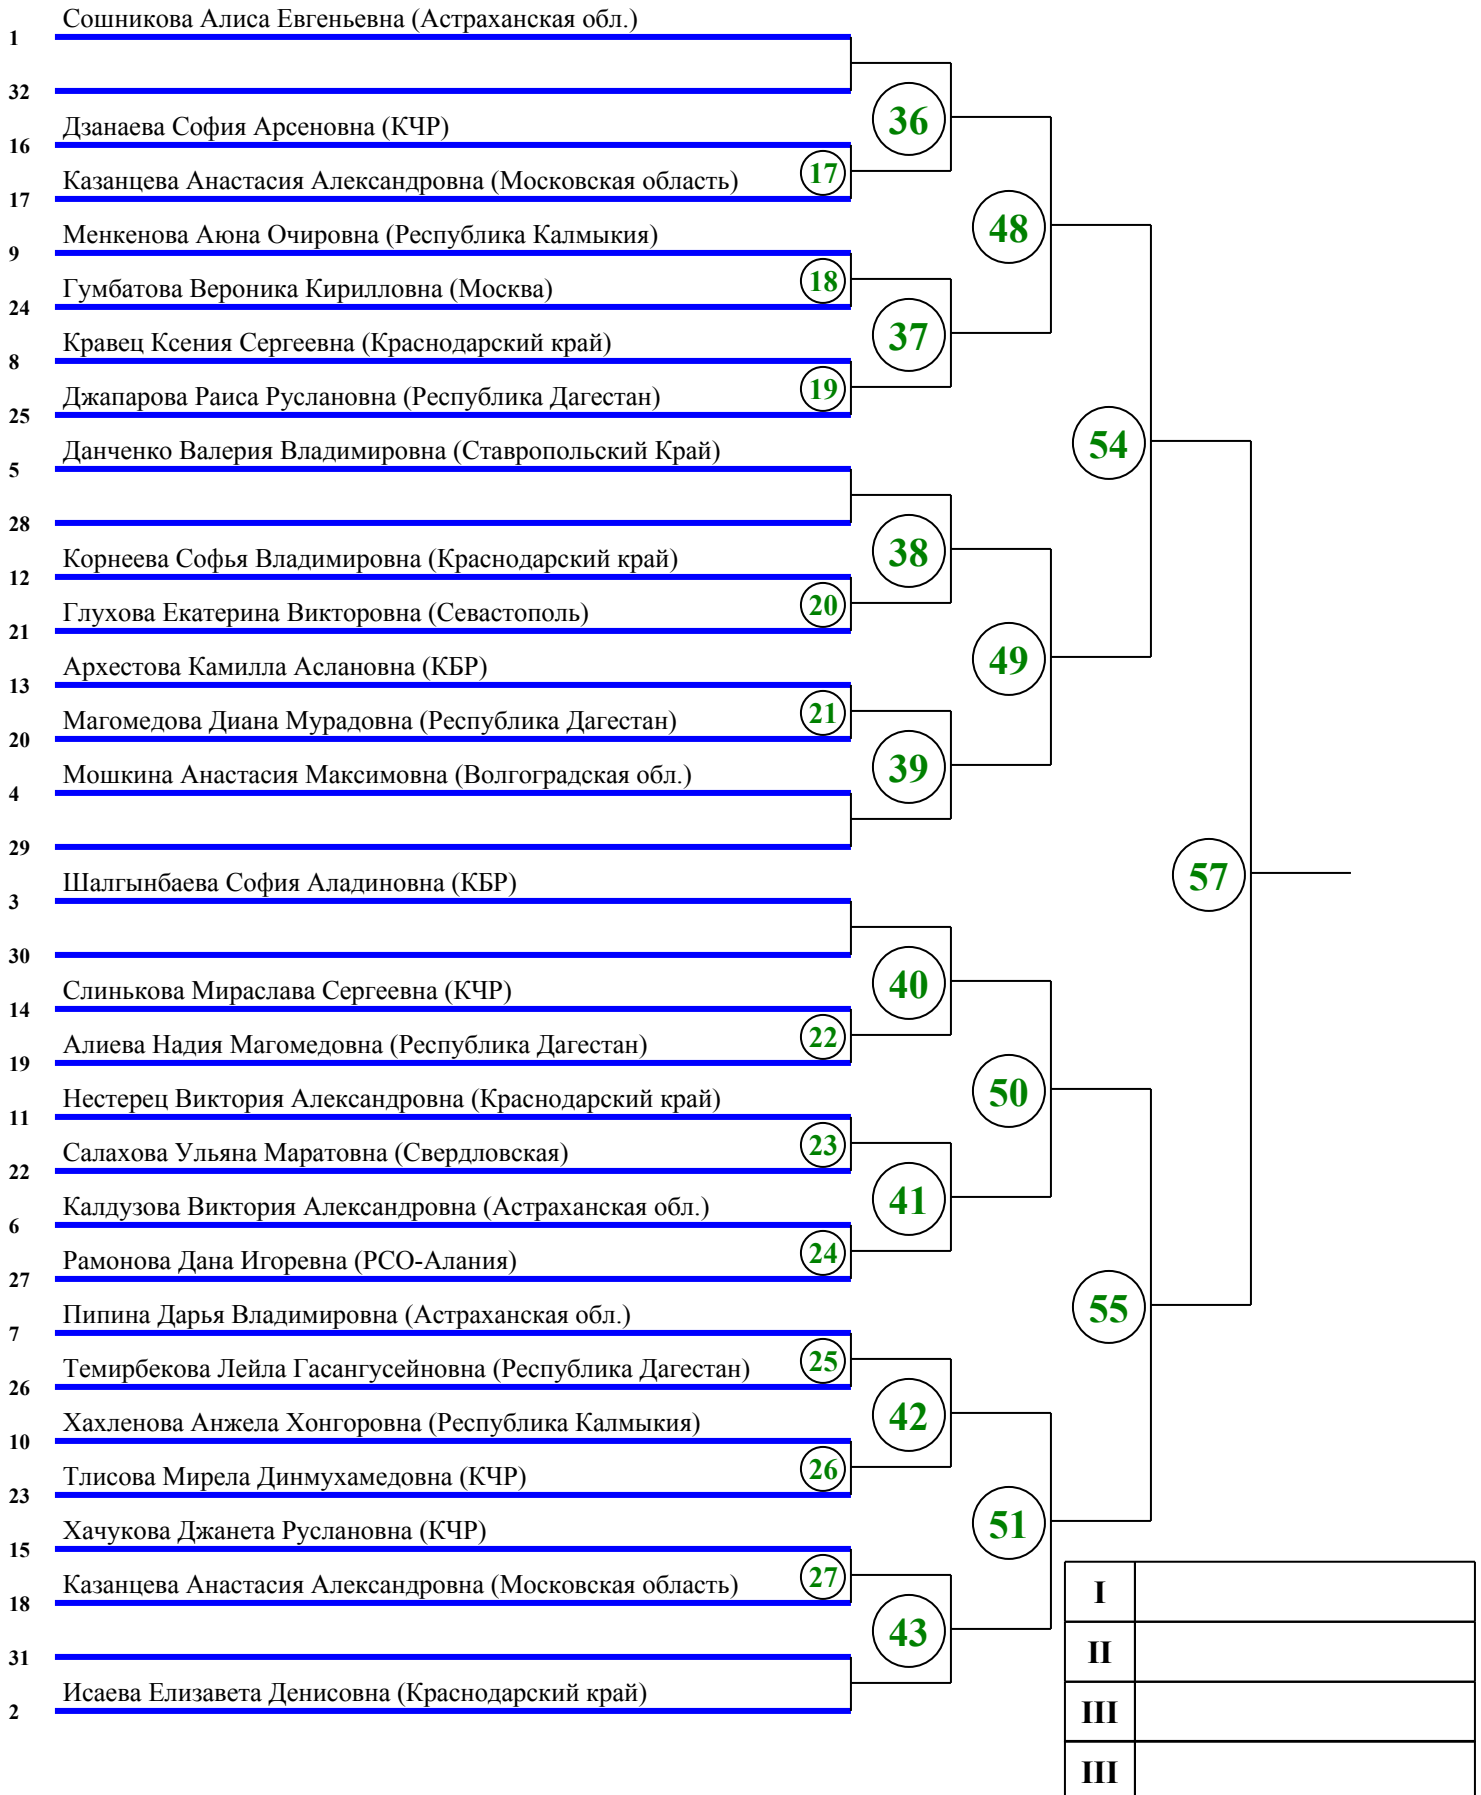 Сошникова Алиса Евгеньевна (Астраханская обл.)
1
32
36
Дзанаева София Арсеновна (КЧР)
16
Казанцева Анастасия Александровна (Московская область)
17
17
48
Менкенова Аюна Очировна (Республика Калмыкия)
9
Гумбатова Вероника Кирилловна (Москва)
18
24
37
Кравец Ксения Сергеевна (Краснодарский край)
8
Джапарова Раиса Руслановна (Республика Дагестан)
19
25
54
Данченко Валерия Владимировна (Ставропольский Край)
5
28
38
Корнеева Софья Владимировна (Краснодарский край)
12
Глухова Екатерина Викторовна (Севастополь)
20
21
49
Архестова Камилла Аслановна (КБР)
13
Магомедова Диана Мурадовна (Республика Дагестан)
21
20
39
Мошкина Анастасия Максимовна (Волгоградская обл.)
4
29
57
Шалгынбаева София Аладиновна (КБР)
3
30
40
Слинькова Мираслава Сергеевна (КЧР)
14
Алиева Надия Магомедовна (Республика Дагестан)
22
19
50
Нестерец Виктория Александровна (Краснодарский край)
11
Салахова Ульяна Маратовна (Свердловская)
23
22
41
Калдузова Виктория Александровна (Астраханская обл.)
6
Рамонова Дана Игоревна (РСО-Алания)
24
27
55
Пипина Дарья Владимировна (Астраханская обл.)
7
Темирбекова Лейла Гасангусейновна (Республика Дагестан)
25
26
42
Хахленова Анжела Хонгоровна (Республика Калмыкия)
10
Тлисова Мирела Динмухамедовна (КЧР)
26
23
51
Хачукова Джанета Руслановна (КЧР)
15
Казанцева Анастасия Александровна (Московская область)
27
18
43
31
Исаева Елизавета Денисовна (Краснодарский край)
2
I
II
III
III